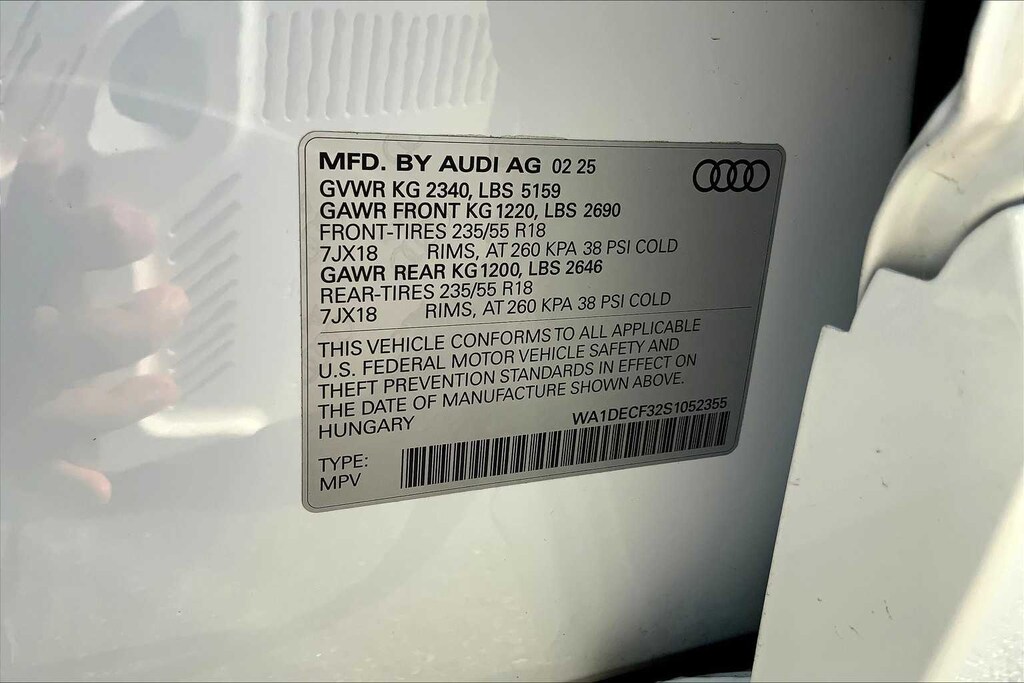 MFD. BY AUDI AG 02 25
GVWR KG 2340, LBS 5159
GAWR FRONT KG 1220, LBS 2690
FRONT-TIRES 235/55 R18
7JX18 RIMS, AT 260 KPA 38 PSI COLD
GAWR REAR KG 1200, LBS 2646
REAR-TIRES 235/55 R18
7JX18 RIMS, AT 260 KPA 38 PSI COLD
THIS VEHICLE CONFORMS TO ALL APPLICABLE
U.S. FEDERAL MOTOR VEHICLE SAFETY AND
THEFT PREVENTION STANDARDS IN EFFECT ON
THE DATE OF MANUFACTURE SHOWN ABOVE.
HUNGARY WA1DECF32S1052355
TYPE:
MPV